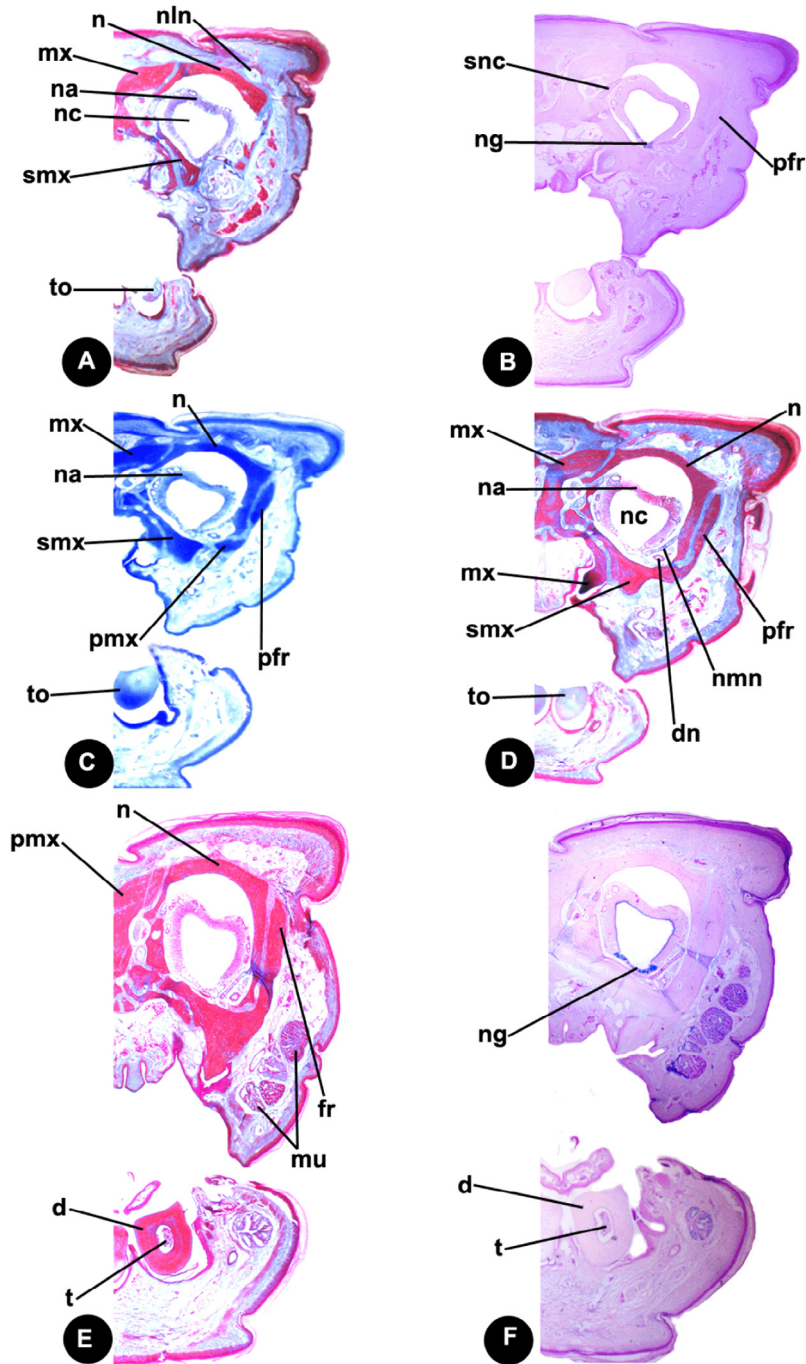 n
nln
mx
na
nc
smx
to
A
snc
ng
pfr
B
n
mx
na
smx
pmx
pfr
to
C
mx
n
na
nc
mx
smx
pfr
nmn
dn
to
D
n
pmx
fr
mu
d
t
E
ng
d
t
F